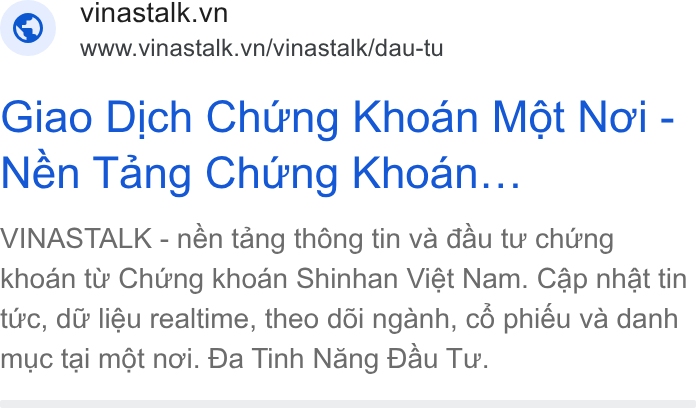 vinastalk.vn
www.vinastalk.vn/vinastalk/dau-tu
Giao Dịch Chứng Khoán Một Nơi -
Nền Tảng Chứng Khoán…
VINASTALK - nền tảng thông tin và đầu tư chứng
khoán từ Chứng khoán Shinhan Việt Nam. Cập nhật tin
tức, dữ liệu realtime, theo dõi ngành, cổ phiếu và danh
mục tại một nơi. Đa Tinh Năng Đầu Tư.